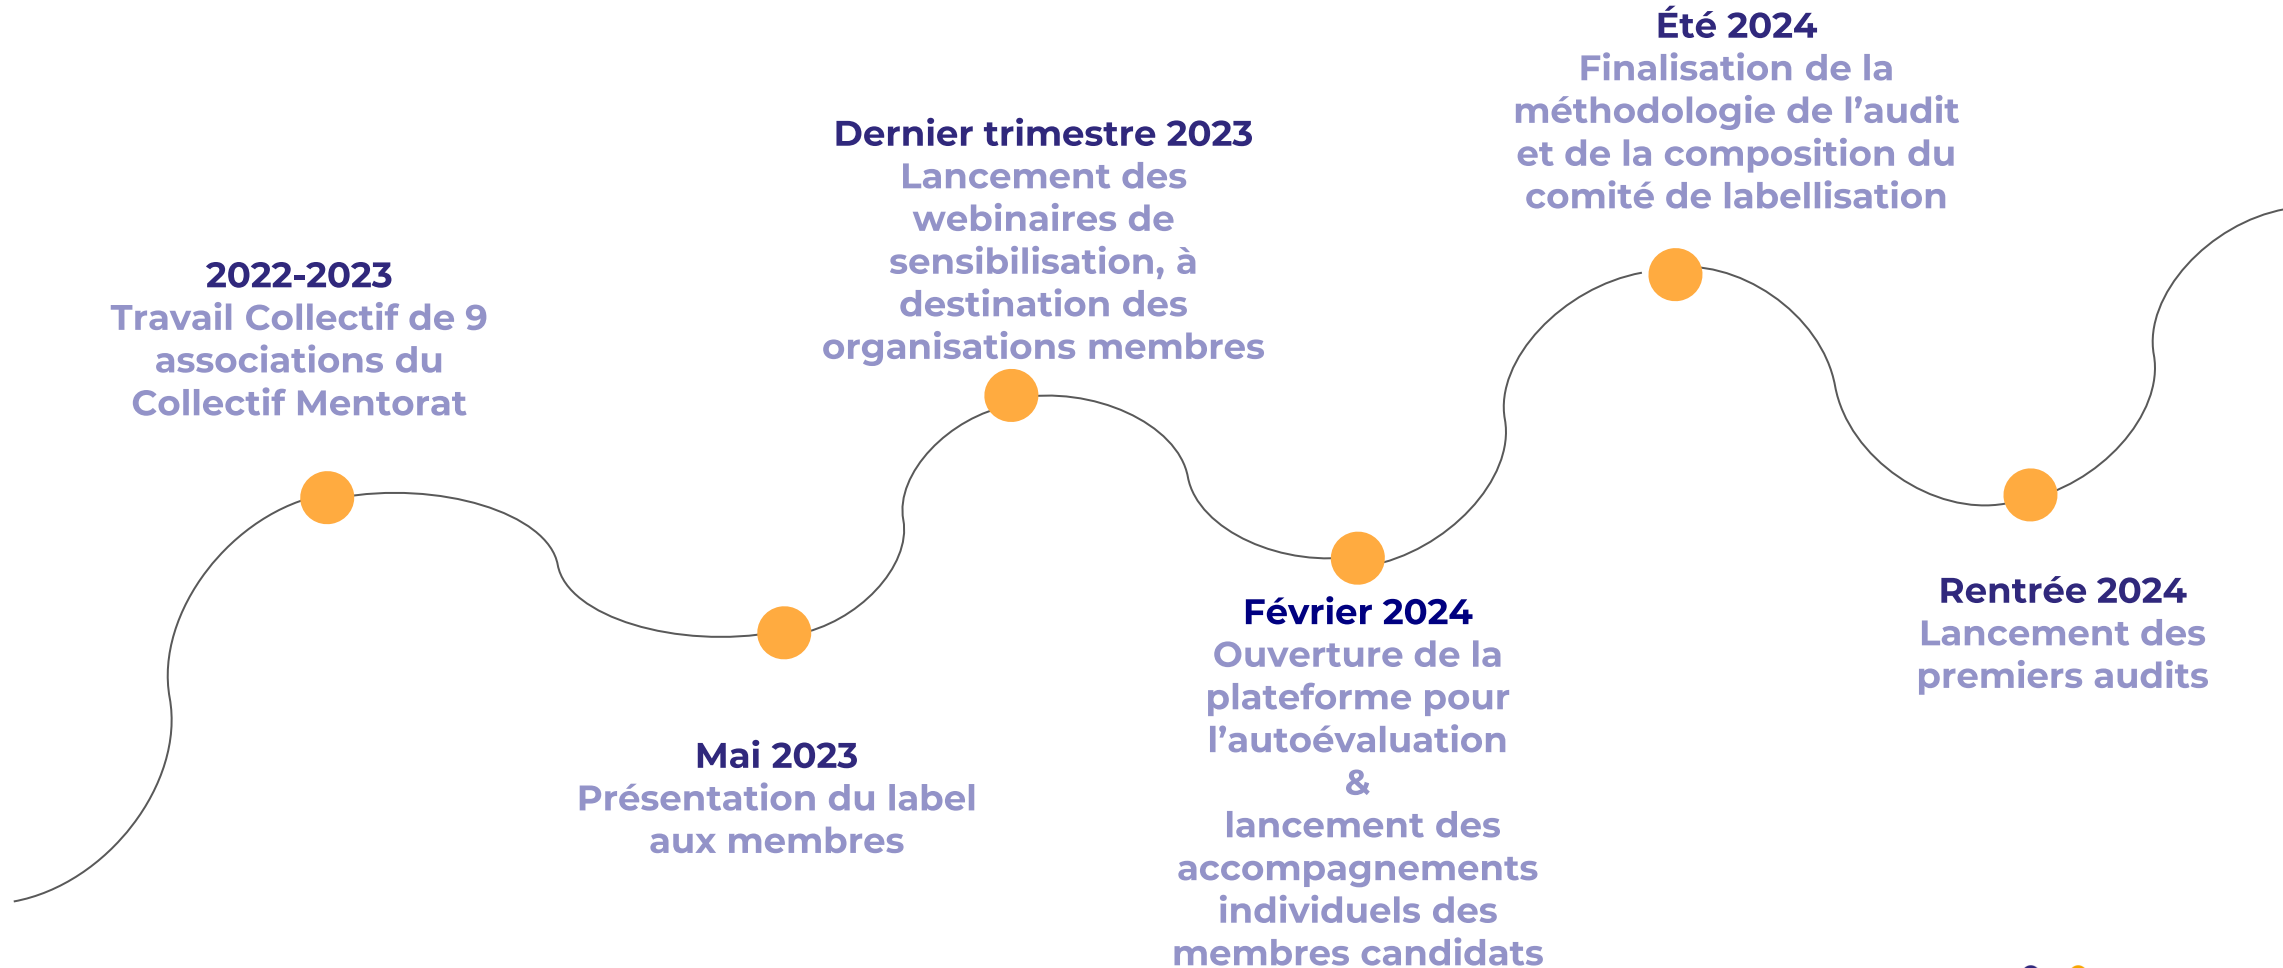 2022-2023
Travail Collectif de 9
associations du
Collectif Mentorat
Mai 2023
Présentation du label
aux membres
Dernier trimestre 2023
Lancement des
webinaires de
sensibilisation, à
destination des
organisations membres
Février 2024
Ouverture de la
plateforme pour
l’autoévaluation
&
lancement des
accompagnements
individuels des
membres candidats
Été 2024
Finalisation de la
méthodologie de l’audit
et de la composition du
comité de labellisation
Rentrée 2024
Lancement des
premiers audits